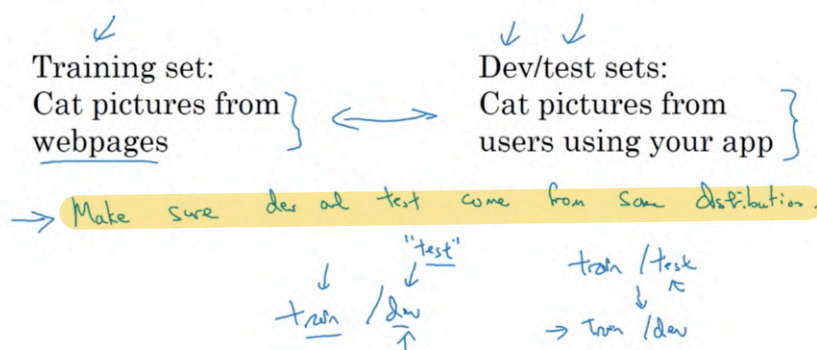 Training set:
Cat pictures from
webpages
Dev/test sets:
Cat pictures from
users using your app
Make sure dev and test come from same distribution.
"test"
train / dev
train / test
train / dev